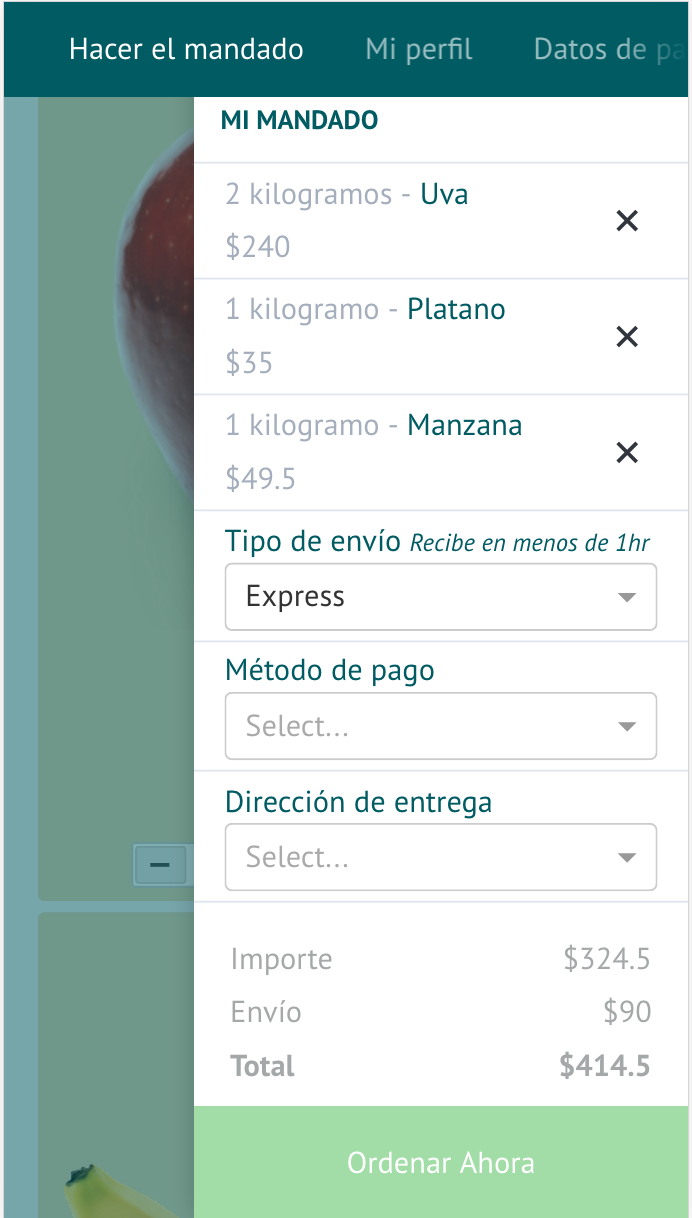 Hacer el mandado Mi perfil Datos de
MI MANDADO
2 kilogramos - Uva
$240
1 kilogramo - Platano
$35
1 kilogramo - Manzana
$49.5
Tipo de envío Recibe en menos de 1hr
Express
Método de pago
Select...
Dirección de entrega
Select...
Importe $324.5
Envío $90
Total $414.5
Ordenar Ahora